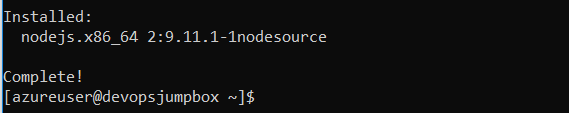 Installed:
  nodejs.x86_64 2:9.11.1-1nodesource
Complete!
[azureuser@devopsjumpbox ~]$